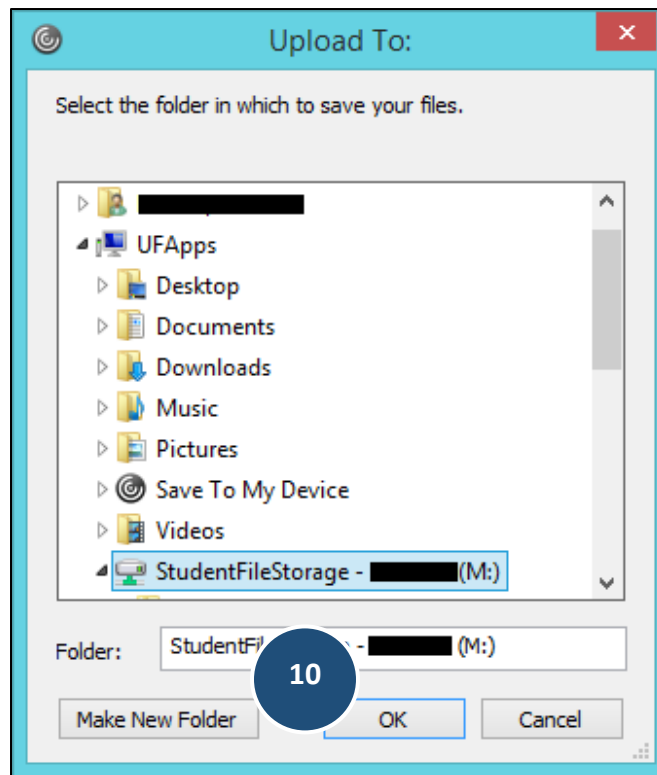 Upload To:
Select the folder in which to save your files.
UFApps
Desktop
Documents
Downloads
Music
Pictures
Save To My Device
Videos
StudentFileStorage - (M:)
Folder: - (M:)
10
Make New Folder OK Cancel